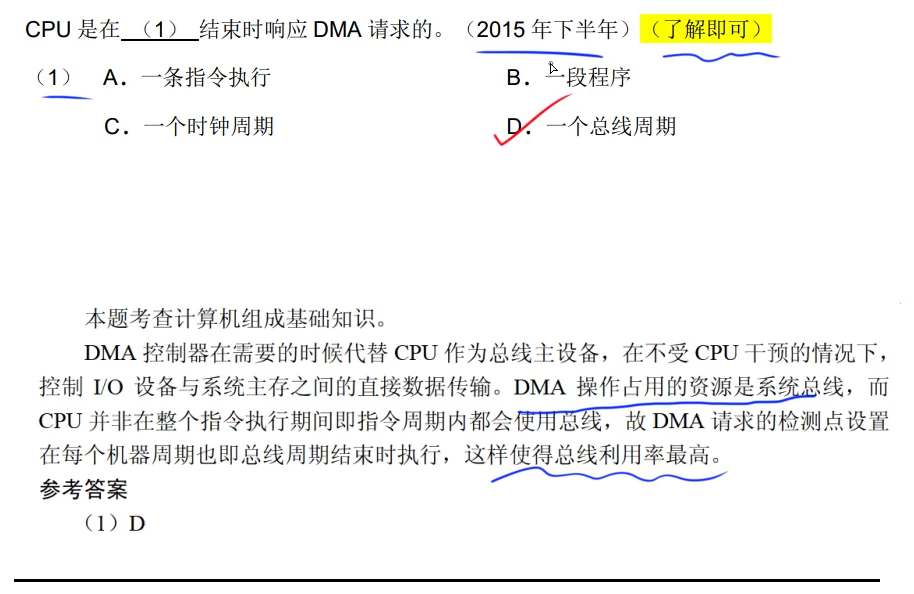 CPU 是在 （1） 结束时响应 DMA 请求的。（2015 年下半年）（了解即可）
（1） A．一条指令执行 B．一段程序
C．一个时钟周期 D．一个总线周期
本题考查计算机组成基础知识。
DMA 控制器在需要的时候代替 CPU 作为总线主设备，在不受 CPU 干预的情况下，
控制 I/O 设备与系统主存之间的直接数据传输。DMA 操作占用的资源是系统总线，而
CPU 并非在整个指令执行期间即指令周期内都会使用总线，故 DMA 请求的检测点设置
在每个机器周期也即总线周期结束时执行，这样使得总线利用率最高。
参考答案
（1）D